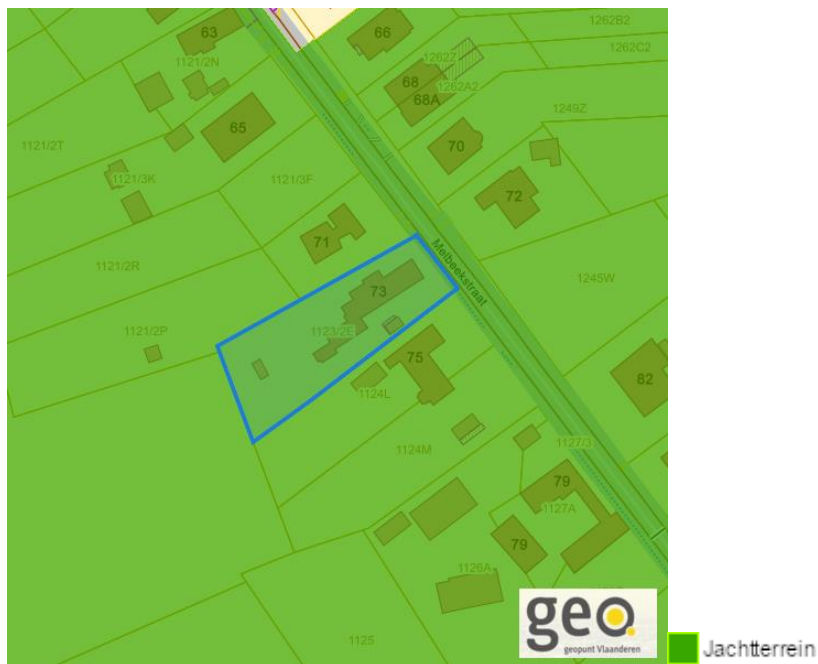 63
66
1262B2
1262Z
1262C2
1121/2N
68
1262A2
68A
1249Z
65
1121/2T
70
1121/3K
1121/3F
72
71
Melbeekstraat
1121/2R
1245W
73
1121/2P
1123/2E
75
82
1124L
1124M
1127/3
79
1127A
79
1126A
1125
geo
geopunt Vlaanderen
Jachtterrein